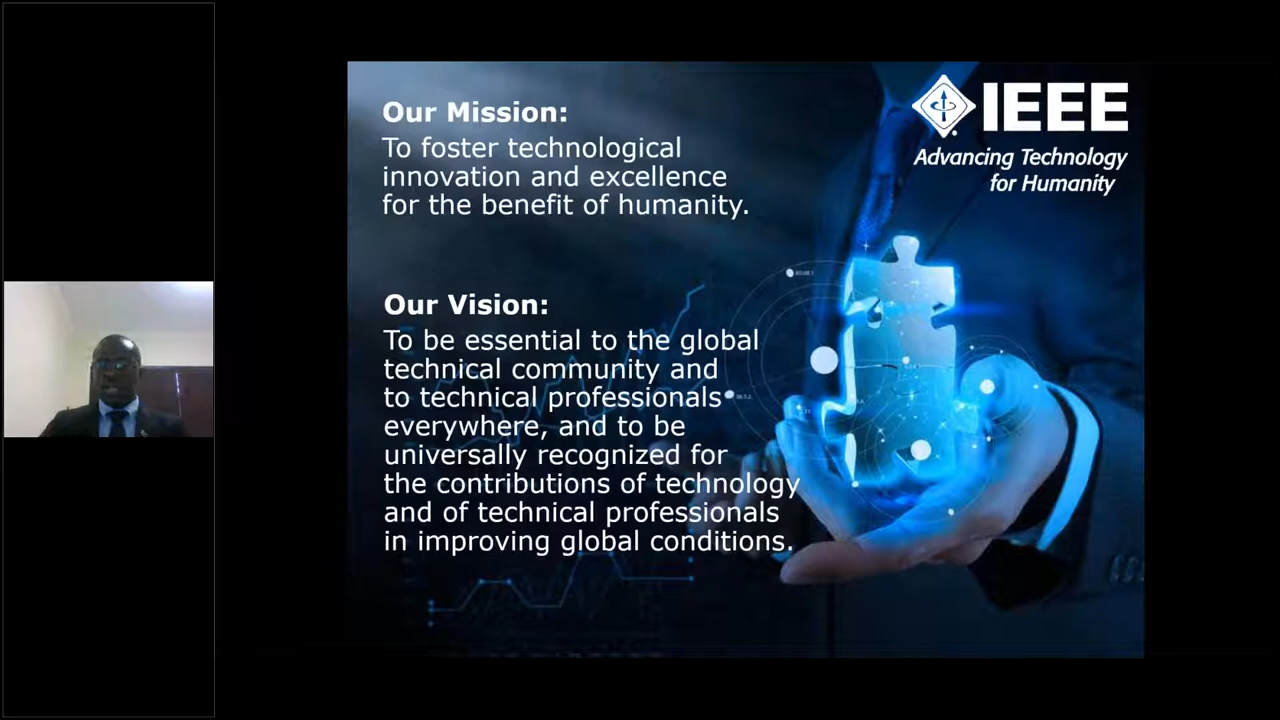 Our Mission:
To foster technological
innovation and excellence
for the benefit of humanity.
Our Vision:
To be essential to the global
technical community and
to technical professionals
everywhere, and to be
universally recognized for
the contributions of technology
and of technical professionals
in improving global conditions.
IEEE
Advancing Technology
for Humanity